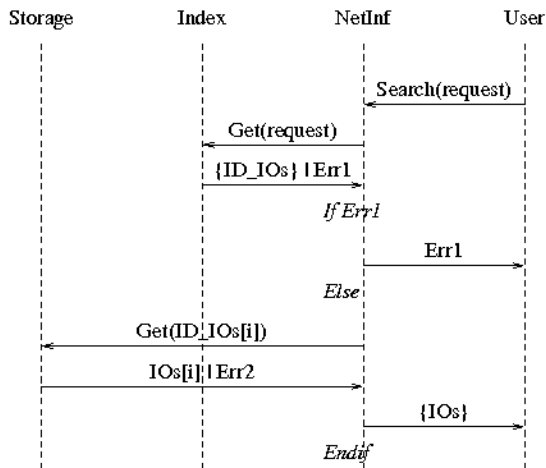 Storage Index NetInf User
Search(request)
Get(request)
{ID_IOs} | Err1
If Err1
Err1
Else
Get(ID_IOs[i])
IOs[i] | Err2
{IOs}
Endif